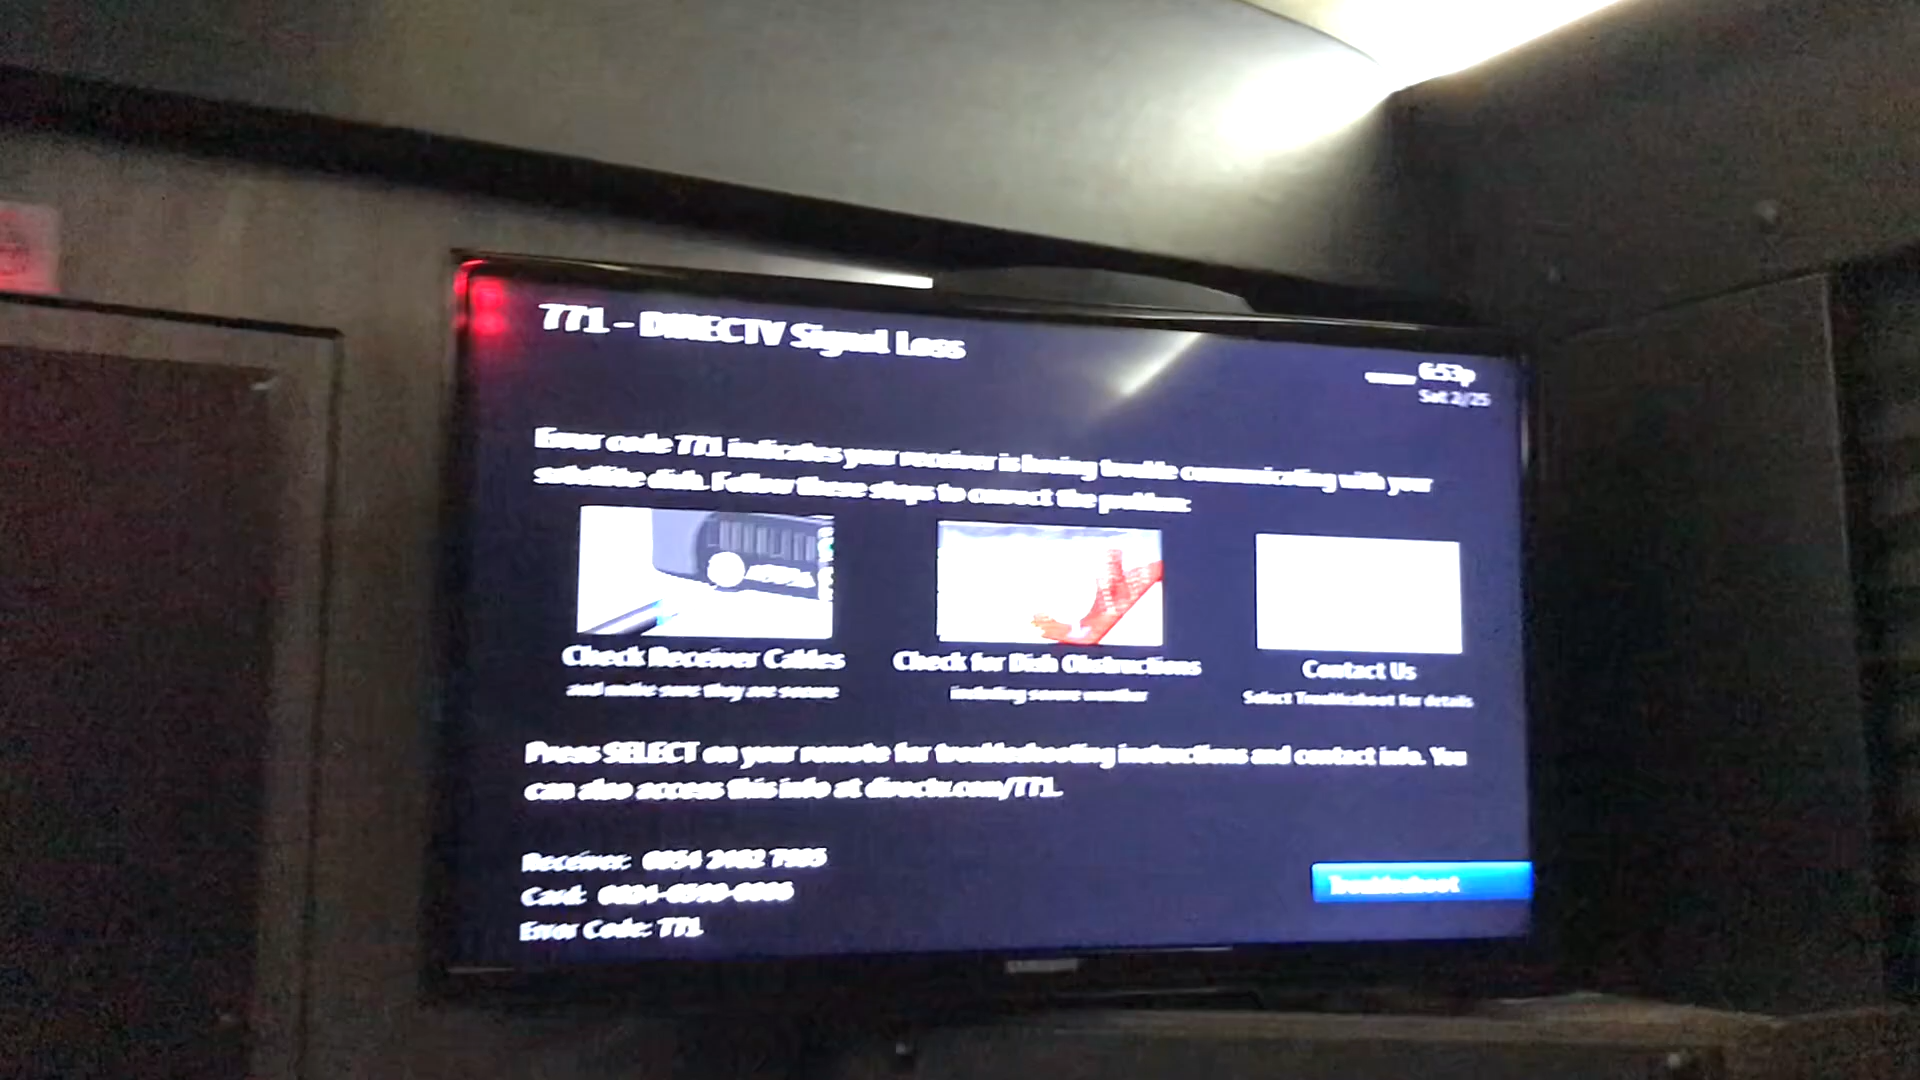 771 - DIRECTV Signal Loss
6:53p
Sat 2/25
Error code 771 indicates your receiver is having trouble communicating with your
satellite dish. Follow these steps to correct the problem:
Check Receiver Cables
and make sure they are secure
Check for Dish Obstructions
including severe weather
Contact Us
Select Troubleshoot for details
Press SELECT on your remote for troubleshooting instructions and contact info. You
can also access this info at directv.com/771.
Receiver:
Card:
Error Code: 771
Troubleshoot